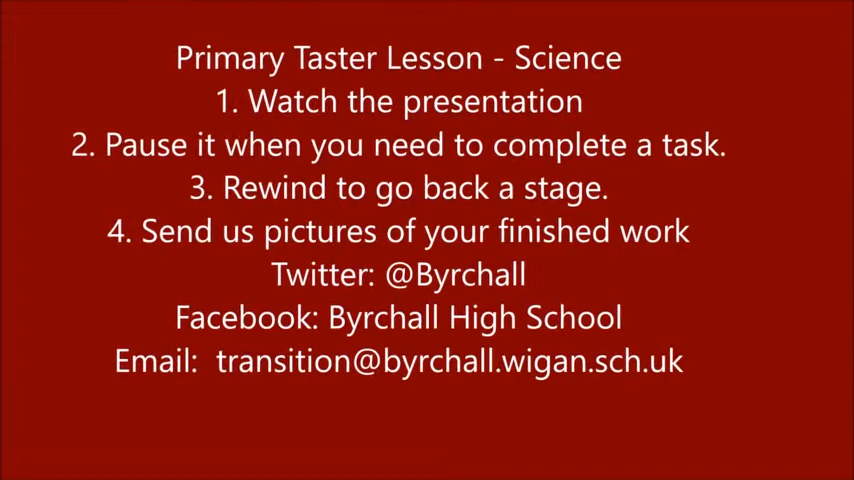 Primary Taster Lesson - Science
1. Watch the presentation
2. Pause it when you need to complete a task.
3. Rewind to go back a stage.
4. Send us pictures of your finished work
Twitter: @Byrchall
Facebook: Byrchall High School
Email:  transition@byrchall.wigan.sch.uk